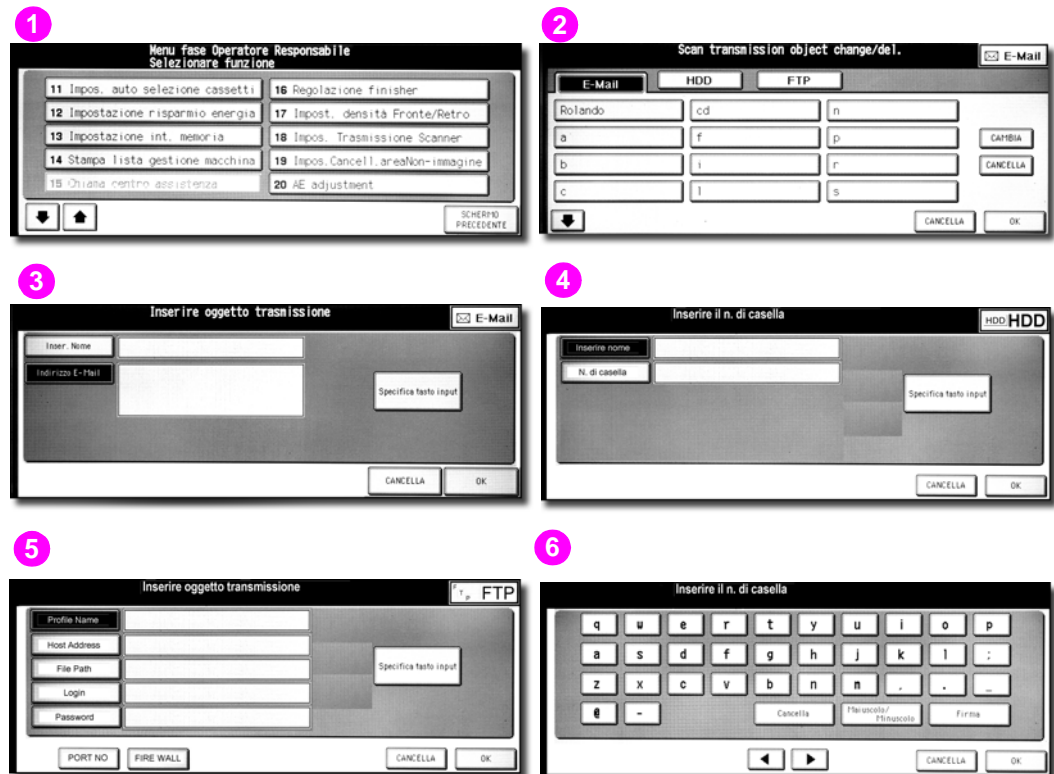 1
Menu fase Operatore Responsabile
Selezionare funzione
11 Impos. auto selezione cassetti
16 Regolazione finisher
12 Impostazione risparmio energia
17 Impost. densità Fronte/Retro
13 Impostazione int. memoria
18 Impos. Trasmissione Scanner
14 Stampa lista gestione macchina
19 Impos.Cancell.areaNon-immagine
15 Chiama centro assistenza
20 AE adjustment
SCHERMO
PRECEDENTE
2
Scan transmission object change/del.
E-Mail
E-Mail
HDD
FTP
Rolando
cd
n
a
f
p
CAMBIA
b
i
r
CANCELLA
c
l
s
CANCELLA
OK
3
Inserire oggetto trasmissione
E-Mail
Inser. Nome
Indirizzo E-Mail
Specifica tasto input
CANCELLA
OK
4
Inserire il n. di casella
HDD HDD
Inserire nome
N. di casella
Specifica tasto input
CANCELLA
OK
5
Inserire oggetto transmissione
FTP FTP
Profile Name
Host Address
File Path
Specifica tasto input
Login
Password
PORT NO
FIRE WALL
CANCELLA
OK
6
Inserire il n. di casella
q w e r t y u i o p
a s d f g h j k l ;
z x c v b n m , . _
@ -
Cancella
Maiuscolo/
Minuscolo
Firma
CANCELLA
OK